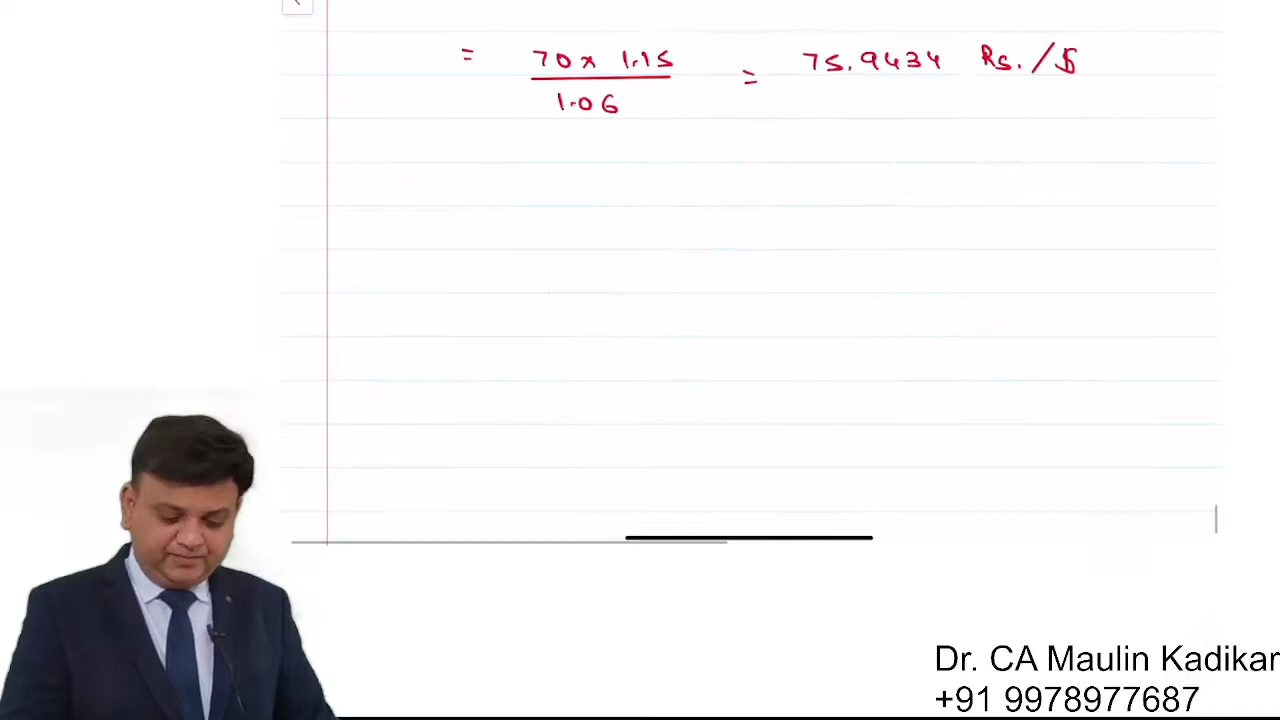 = 70 x 1.15 / 1.06 = 75.9434 Rs./$
Dr. CA Maulin Kadikar
+91 9978977687